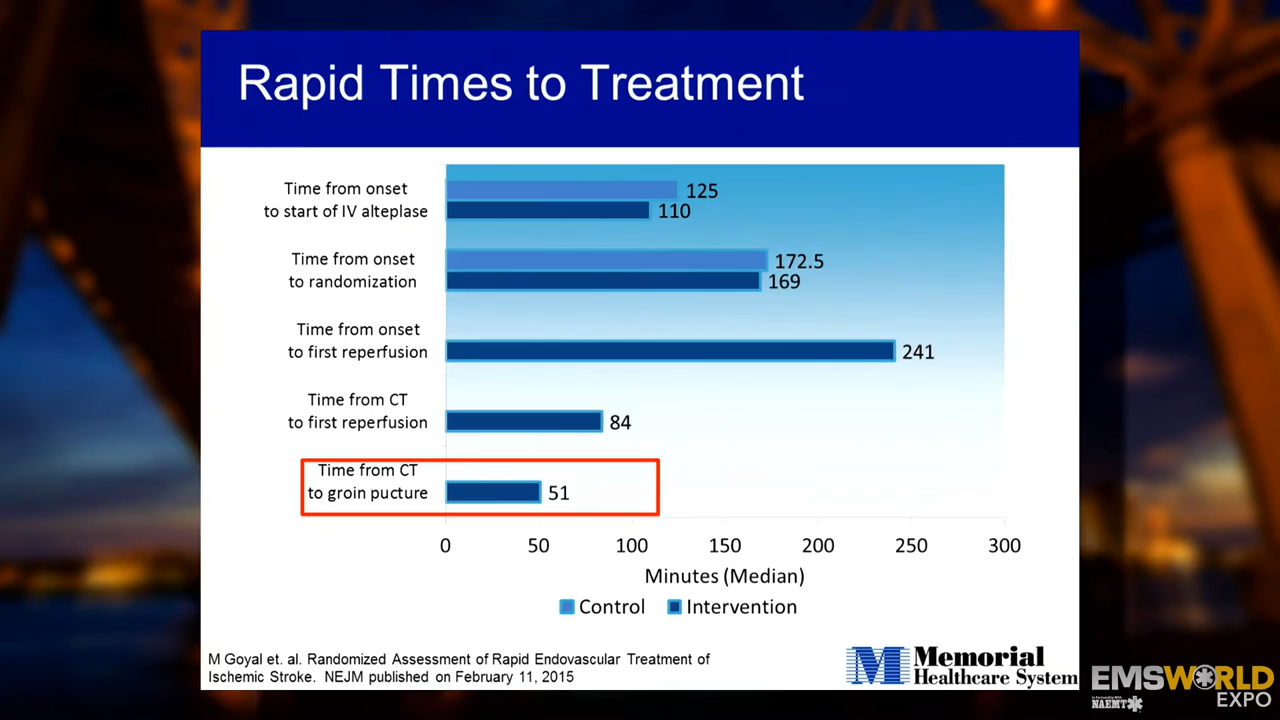 Rapid Times to Treatment
Time from onset
to start of IV alteplase
125
110
Time from onset
to randomization
172.5
169
Time from onset
to first reperfusion
241
Time from CT
to first reperfusion
84
Time from CT
to groin pucture
51
0 50 100 150 200 250 300
Minutes (Median)
Control Intervention
M Goyal et. al. Randomized Assessment of Rapid Endovascular Treatment of
Ischemic Stroke. NEJM published on February 11, 2015
Memorial
Healthcare System
EMSWORLD
In Partnership With
NAEMT
EXPO